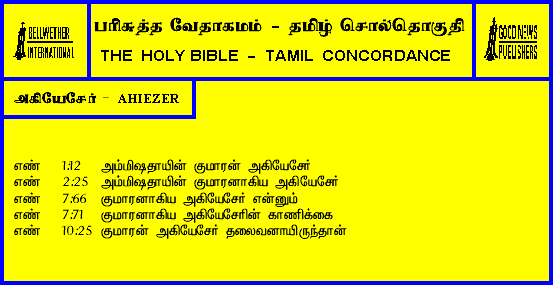 BELLWETHER
INTERNATIONAL
பரிசுத்த வேதாகமம் - தமிழ் சொல்தொகுதி
THE HOLY BIBLE - TAMIL CONCORDANCE
GOOD NEWS
PUBLISHERS
அகியேசேர் - AHIEZER
எண் 1:12 அம்மிஷதாயின் குமாரன் அகியேசேர்
எண் 2:25 அம்மிஷதாயின் குமாரனாகிய அகியேசேர்
எண் 7:66 குமாரனாகிய அகியேசேர் என்னும்
எண் 7:71 குமாரனாகிய அகியேசேரின் காணிக்கை
எண் 10:25 குமாரன் அகியேசேர் தலைவனாயிருந்தான்